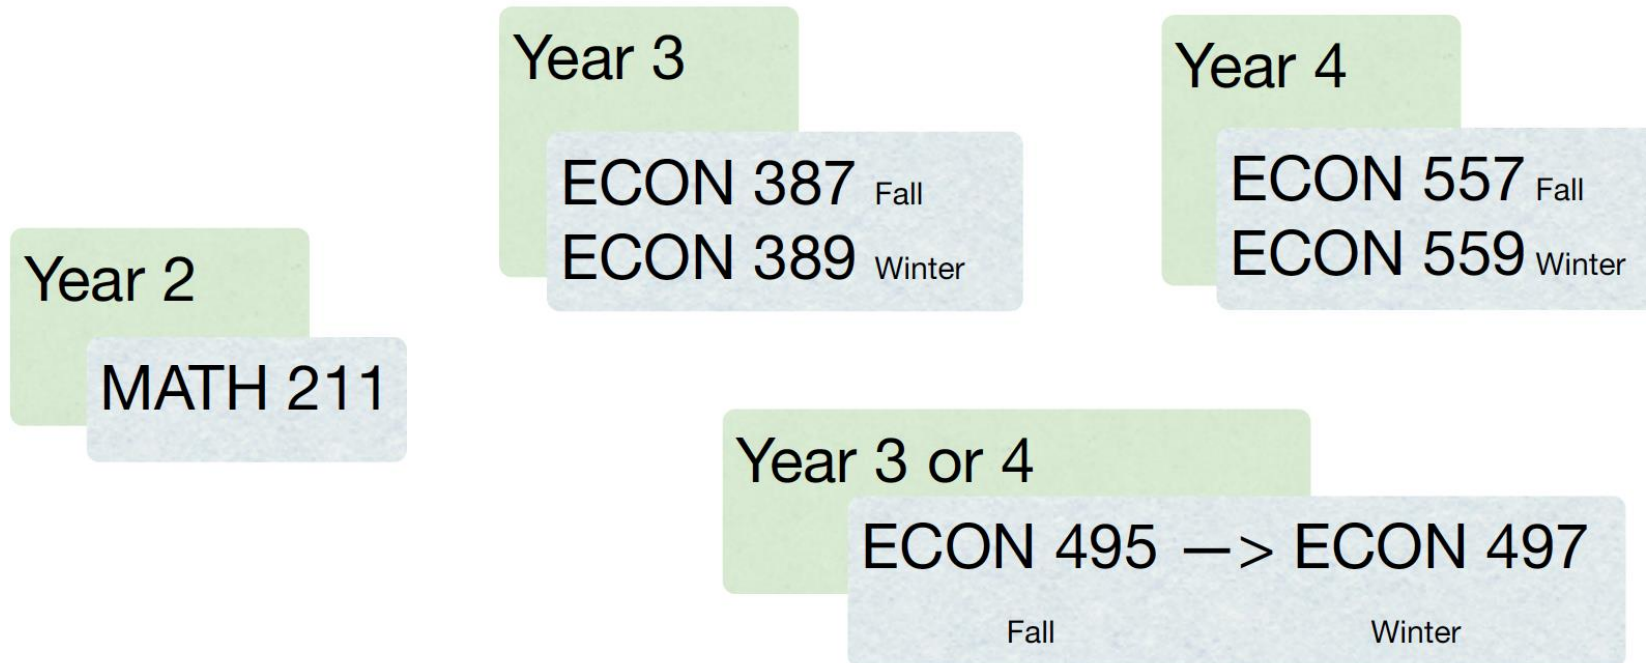 Year 2
MATH 211
Year 3
ECON 387 Fall
ECON 389 Winter
Year 4
ECON 557 Fall
ECON 559 Winter
Year 3 or 4
ECON 495 —> ECON 497
Fall Winter